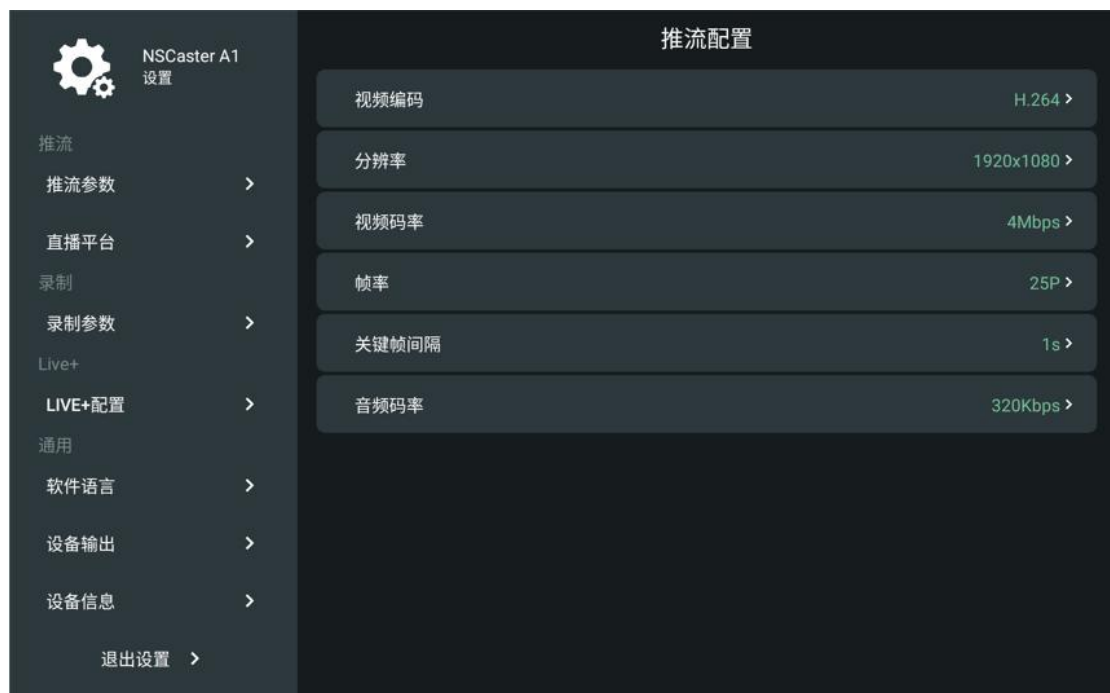 NSCaster A1
设置
推流
推流参数
直播平台
录制
录制参数
Live+
LIVE+配置
通用
软件语言
设备输出
设备信息
退出设置
推流配置
视频编码 H.264
分辨率 1920x1080
视频码率 4Mbps
帧率 25P
关键帧间隔 1s
音频码率 320Kbps